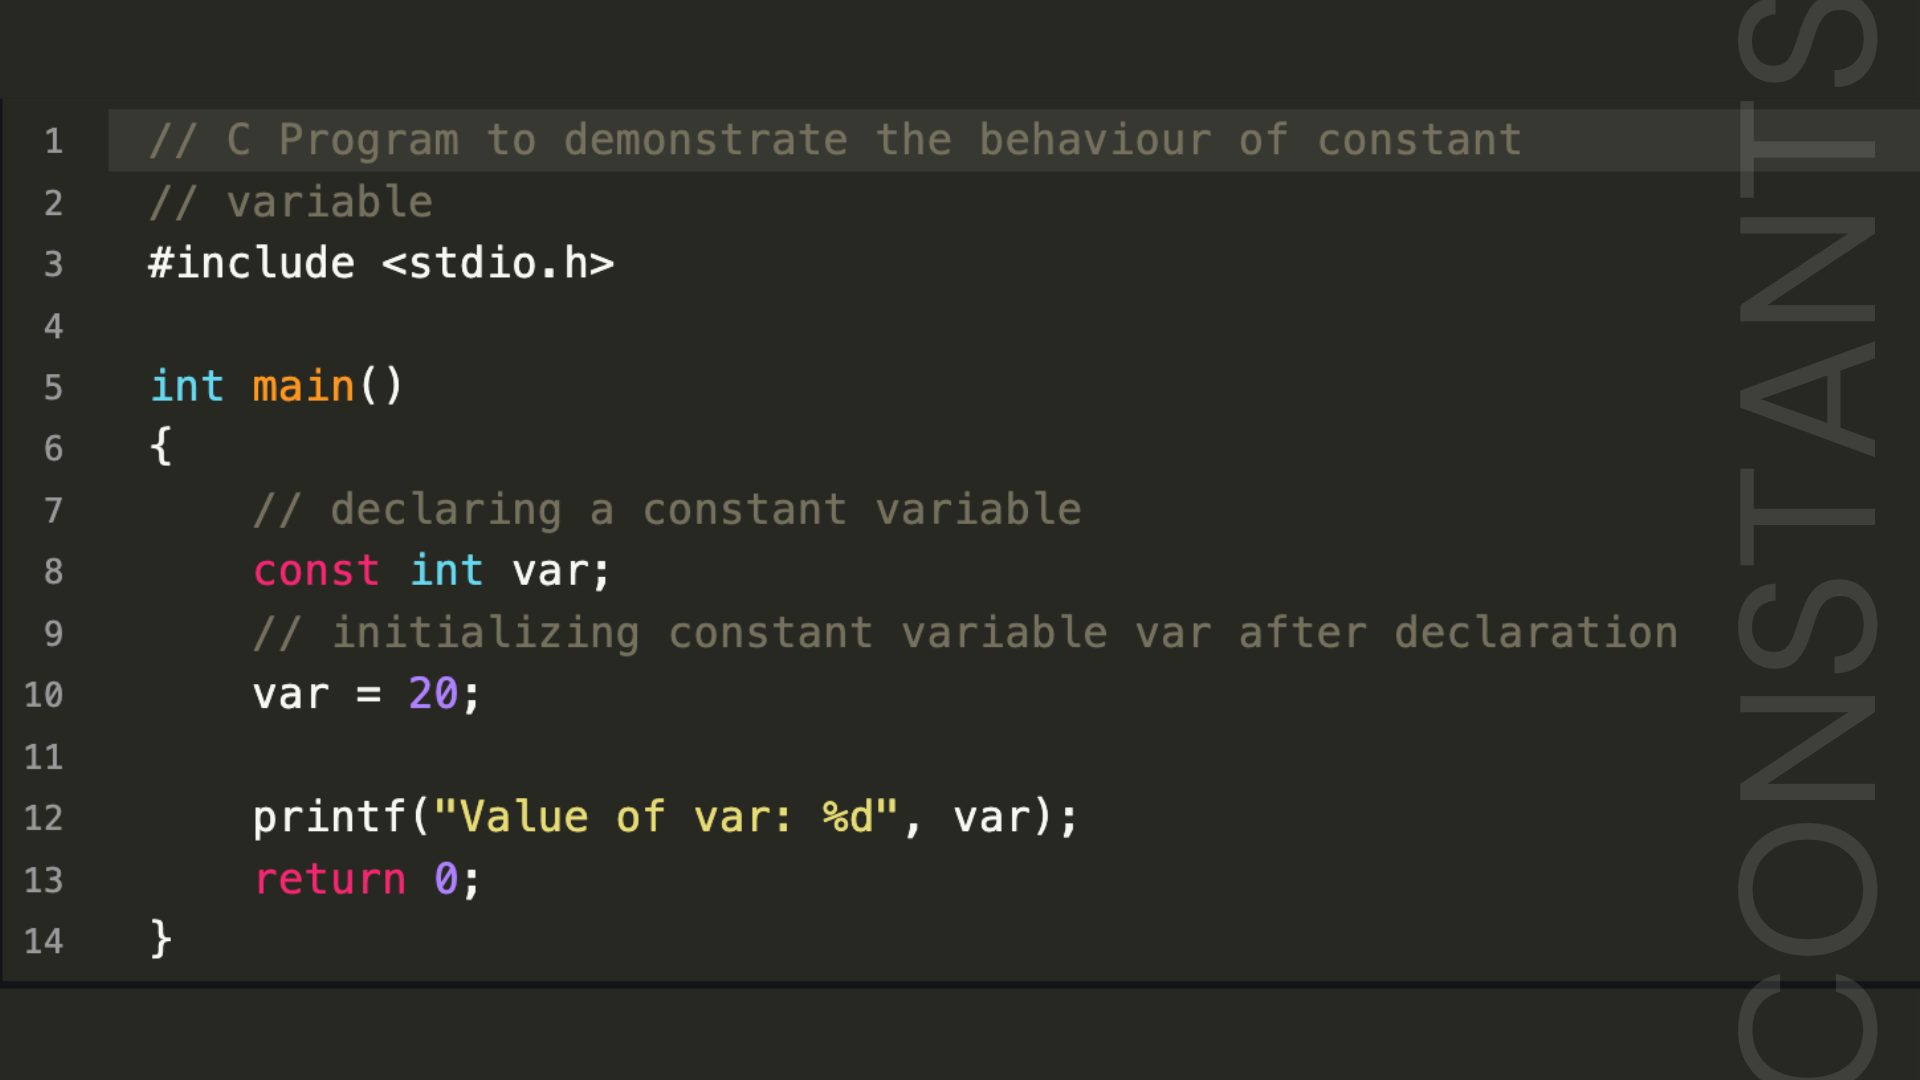 1 // C Program to demonstrate the behaviour of constant
2 // variable
3 #include <stdio.h>
4
5 int main()
6 {
7     // declaring a constant variable
8     const int var;
9     // initializing constant variable var after declaration
10     var = 20;
11
12     printf("Value of var: %d", var);
13     return 0;
14 }
CONSTANTS